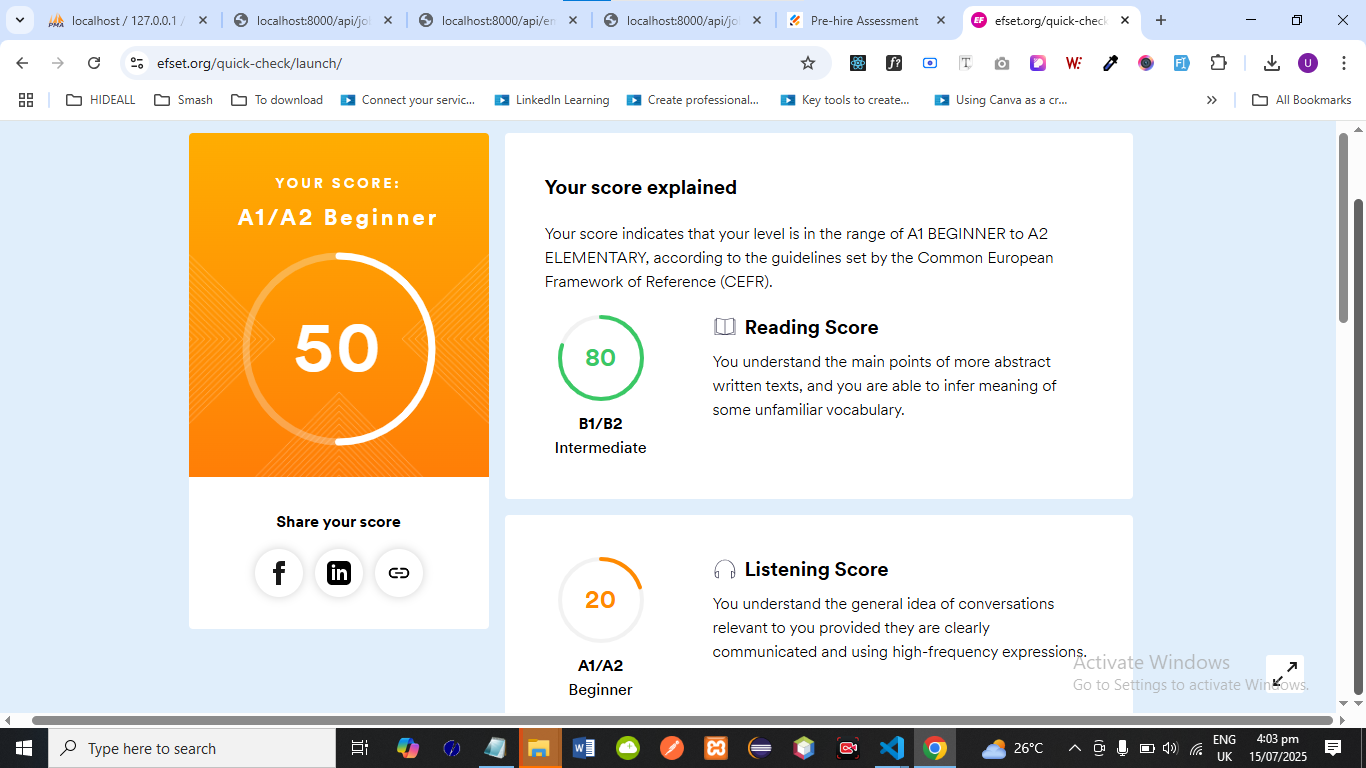 localhost / 127.0.0.1 /
localhost:8000/api/jo
localhost:8000/api/en
localhost:8000/api/jo
Pre-hire Assessment
EF
efset.org/quick-check
efset.org/quick-check/launch/
f?
T
W:
FI
U
HIDEALL
Smash
To download
Connect your servic...
LinkedIn Learning
Create professional...
Key tools to create...
Using Canva as a cr...
All Bookmarks
YOUR SCORE:
A1/A2 Beginner
50
Share your score
f
in
Your score explained
Your score indicates that your level is in the range of A1 BEGINNER to A2
ELEMENTARY, according to the guidelines set by the Common European
Framework of Reference (CEFR).
80
B1/B2
Intermediate
Reading Score
You understand the main points of more abstract
written texts, and you are able to infer meaning of
some unfamiliar vocabulary.
20
A1/A2
Beginner
Listening Score
You understand the general idea of conversations
relevant to you provided they are clearly
communicated and using high-frequency expressions.
Activate Windows
Go to Settings to activate Windows.
Type here to search
26°C
ENG
UK
4:03 pm
15/07/2025